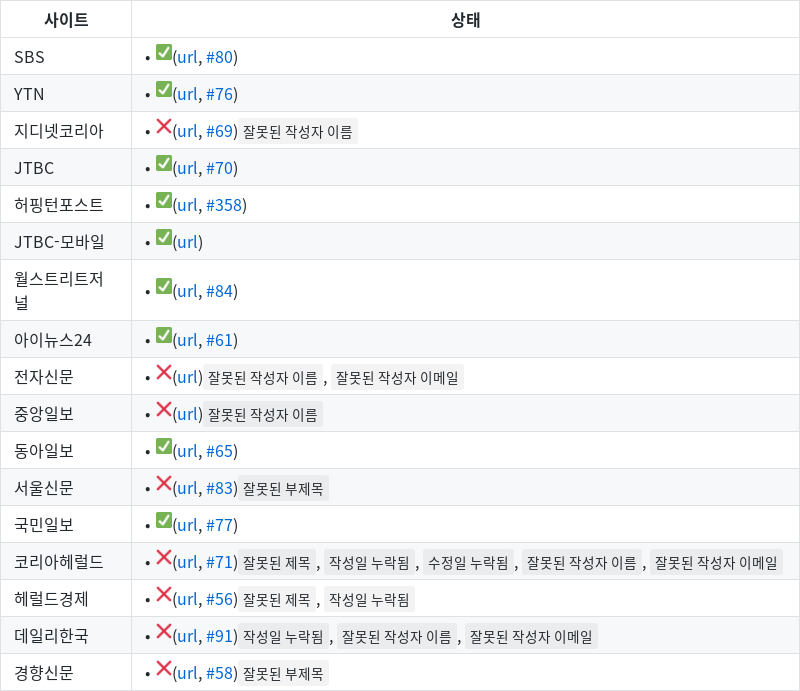 사이트 상태
SBS • ✅(url, #80)
YTN • ✅(url, #76)
지디넷코리아 • ❌(url, #69) 잘못된 작성자 이름
JTBC • ✅(url, #70)
허핑턴포스트 • ✅(url, #358)
JTBC-모바일 • ✅(url)
월스트리트저
널 • ✅(url, #84)
아이뉴스24 • ✅(url, #61)
전자신문 • ❌(url) 잘못된 작성자 이름 , 잘못된 작성자 이메일
중앙일보 • ❌(url) 잘못된 작성자 이름
동아일보 • ✅(url, #65)
서울신문 • ❌(url, #83) 잘못된 부제목
국민일보 • ✅(url, #77)
코리아헤럴드 • ❌(url, #71) 잘못된 제목 , 작성일 누락됨 , 수정일 누락됨 , 잘못된 작성자 이름 , 잘못된 작성자 이메일
헤럴드경제 • ❌(url, #56) 잘못된 제목 , 작성일 누락됨
데일리한국 • ❌(url, #91) 작성일 누락됨 , 잘못된 작성자 이름 , 잘못된 작성자 이메일
경향신문 • ❌(url, #58) 잘못된 부제목